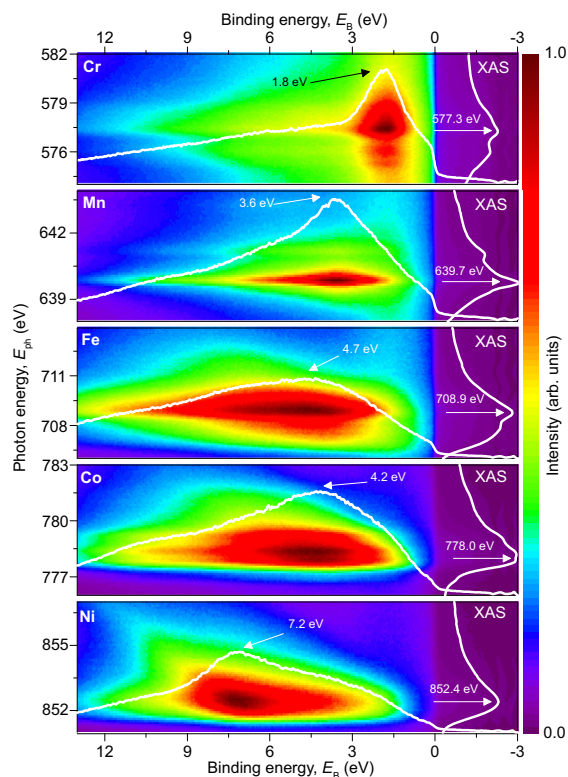 Binding energy, E_B (eV)
12 9 6 3 0 -3
582 Cr XAS 1.0
1.8 eV
579
577.3 eV
576
Mn XAS
3.6 eV
642
639.7 eV
639
Fe XAS
4.7 eV
711
708.9 eV
708
Photon energy, E_ph (eV)
Intensity (arb. units)
783 Co XAS
4.2 eV
780
778.0 eV
777
Ni XAS
7.2 eV
855
852.4 eV
852
0.0
12 9 6 3 0 -3
Binding energy, E_B (eV)